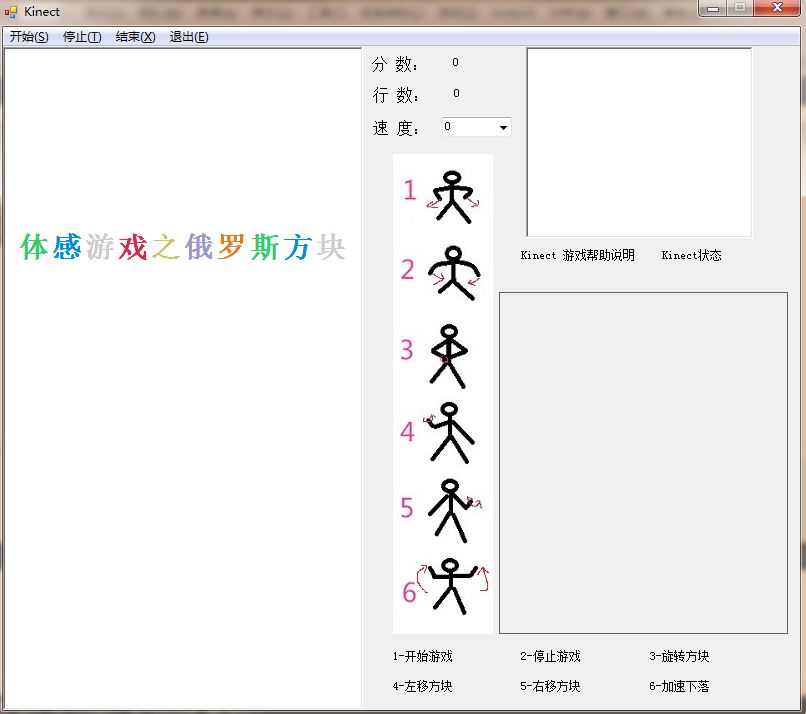 Kinect
开始(S) 停止(T) 结束(X) 退出(E)
分 数： 0
行 数： 0
速 度： 0
体感游戏之俄罗斯方块
Kinect 游戏帮助说明 Kinect状态
1
2
3
4
5
6
1-开始游戏 2-停止游戏 3-旋转方块
4-左移方块 5-右移方块 6-加速下落